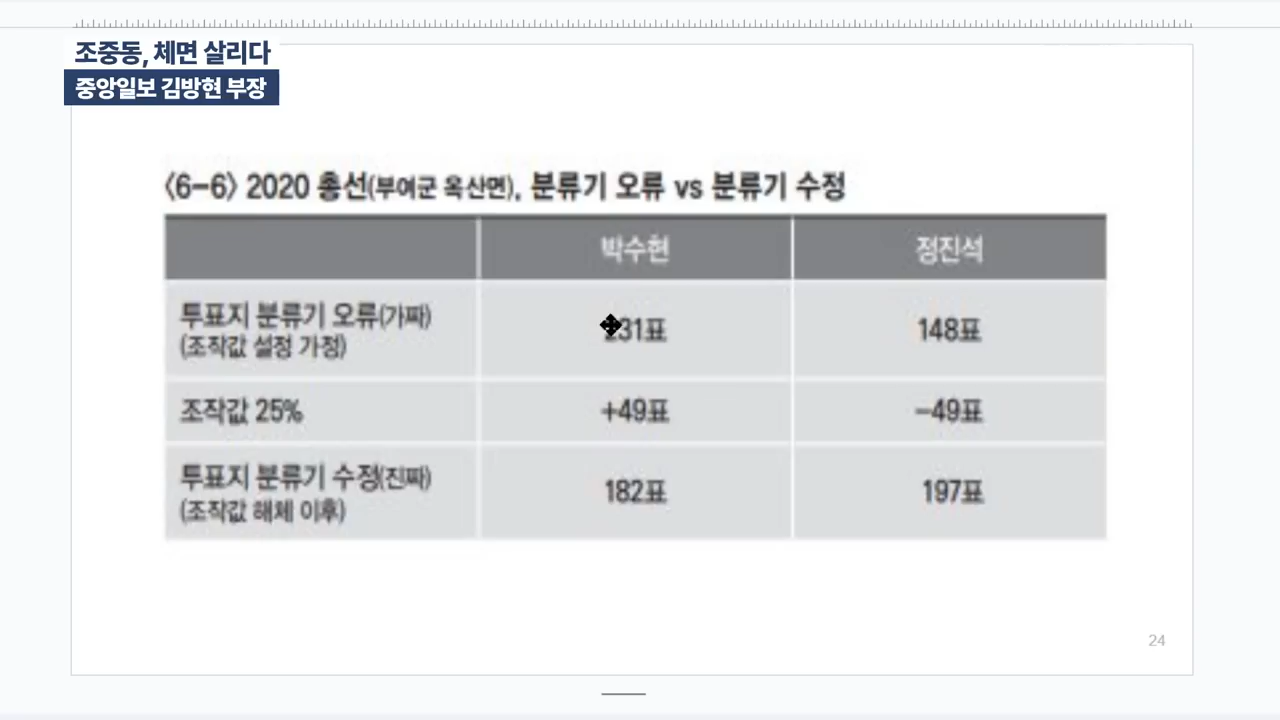 조중동, 체면 살리다
중앙일보 김방현 부장
〈6-6〉 2020 총선(부여군 옥산면), 분류기 오류 vs 분류기 수정
박수현 정진석
투표지 분류기 오류(가짜)
(조작값 설정 가정)
31표 148표
조작값 25% +49표 -49표
투표지 분류기 수정(진짜)
(조작값 해체 이후)
182표 197표
24